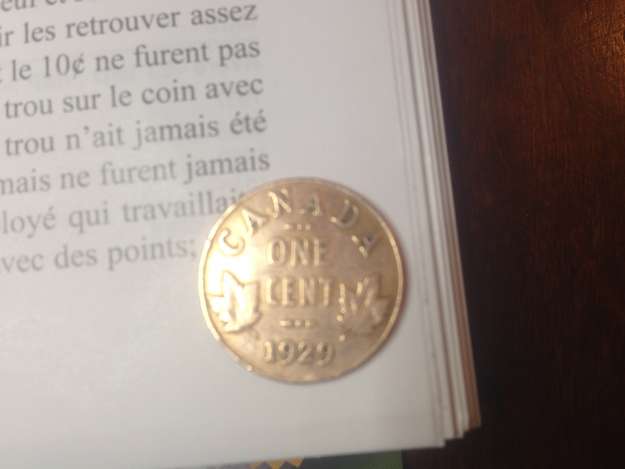 ir les retrouver assez
le 10¢ ne furent pas
trou sur le coin avec
trou n'ait jamais été
mais ne furent jamais
loyé qui travaillait
vec des points;
CANADA
ONE
CENT
1929